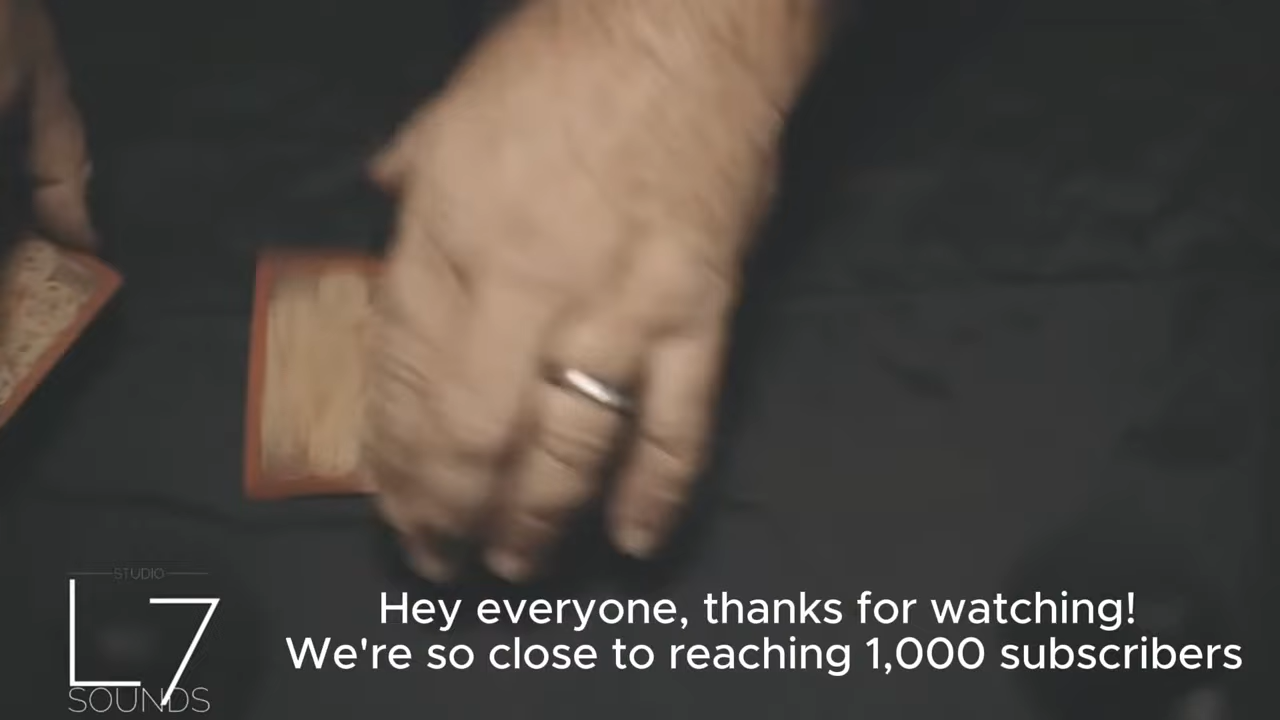 STUDIO
L7
SOUNDS
Hey everyone, thanks for watching!
We're so close to reaching 1,000 subscribers